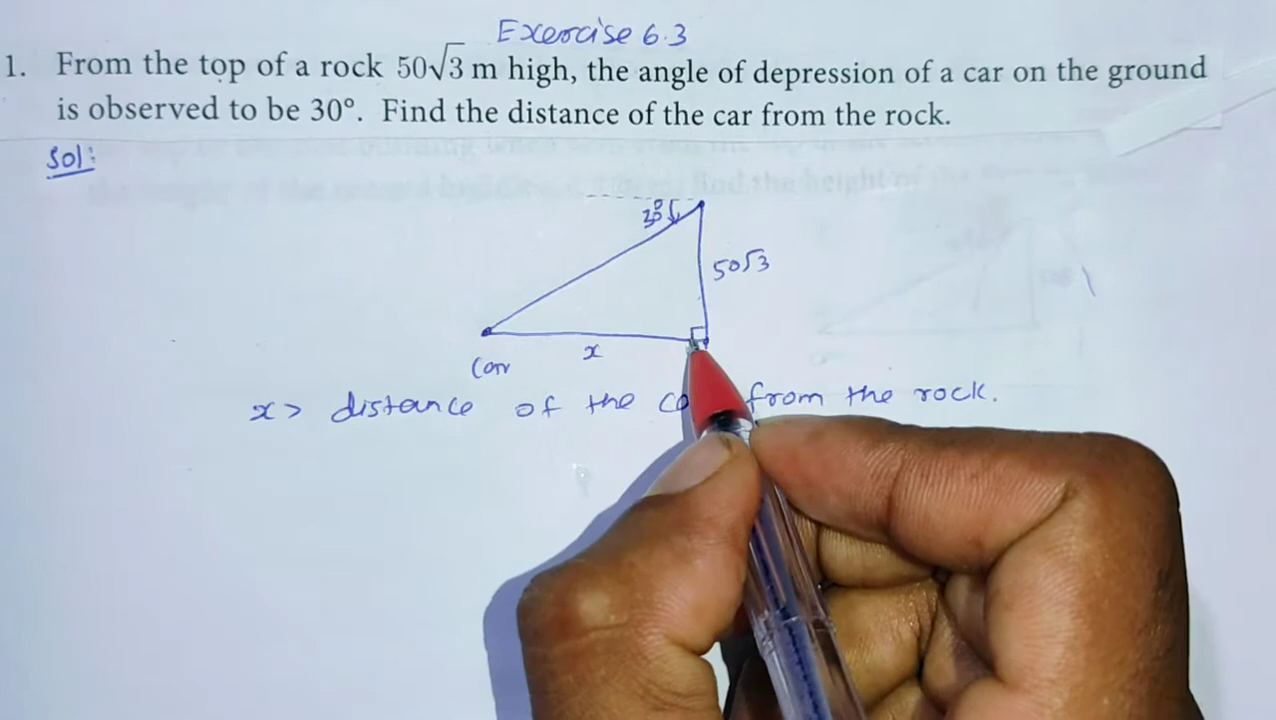 Exercise 6.3
1. From the top of a rock 50√3 m high, the angle of depression of a car on the ground
is observed to be 30°. Find the distance of the car from the rock.
Sol:
30°
50√3
x
Car
x > distance of the from the rock.